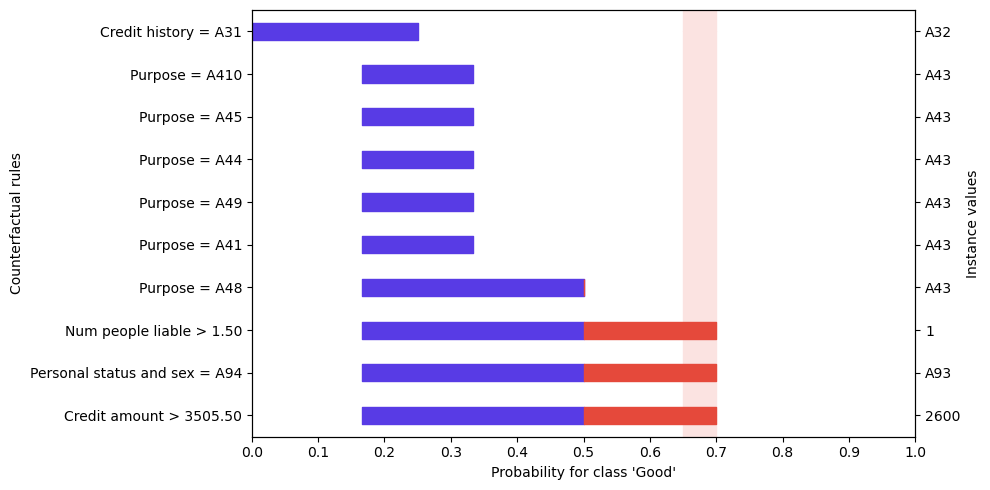 Counterfactual rules
Credit history = A31
Purpose = A410
Purpose = A45
Purpose = A44
Purpose = A49
Purpose = A41
Purpose = A48
Num people liable > 1.50
Personal status and sex = A94
Credit amount > 3505.50
A32
A43
A43
A43
A43
A43
A43
1
A93
2600
Instance values
0.0 0.1 0.2 0.3 0.4 0.5 0.6 0.7 0.8 0.9 1.0
Probability for class 'Good'